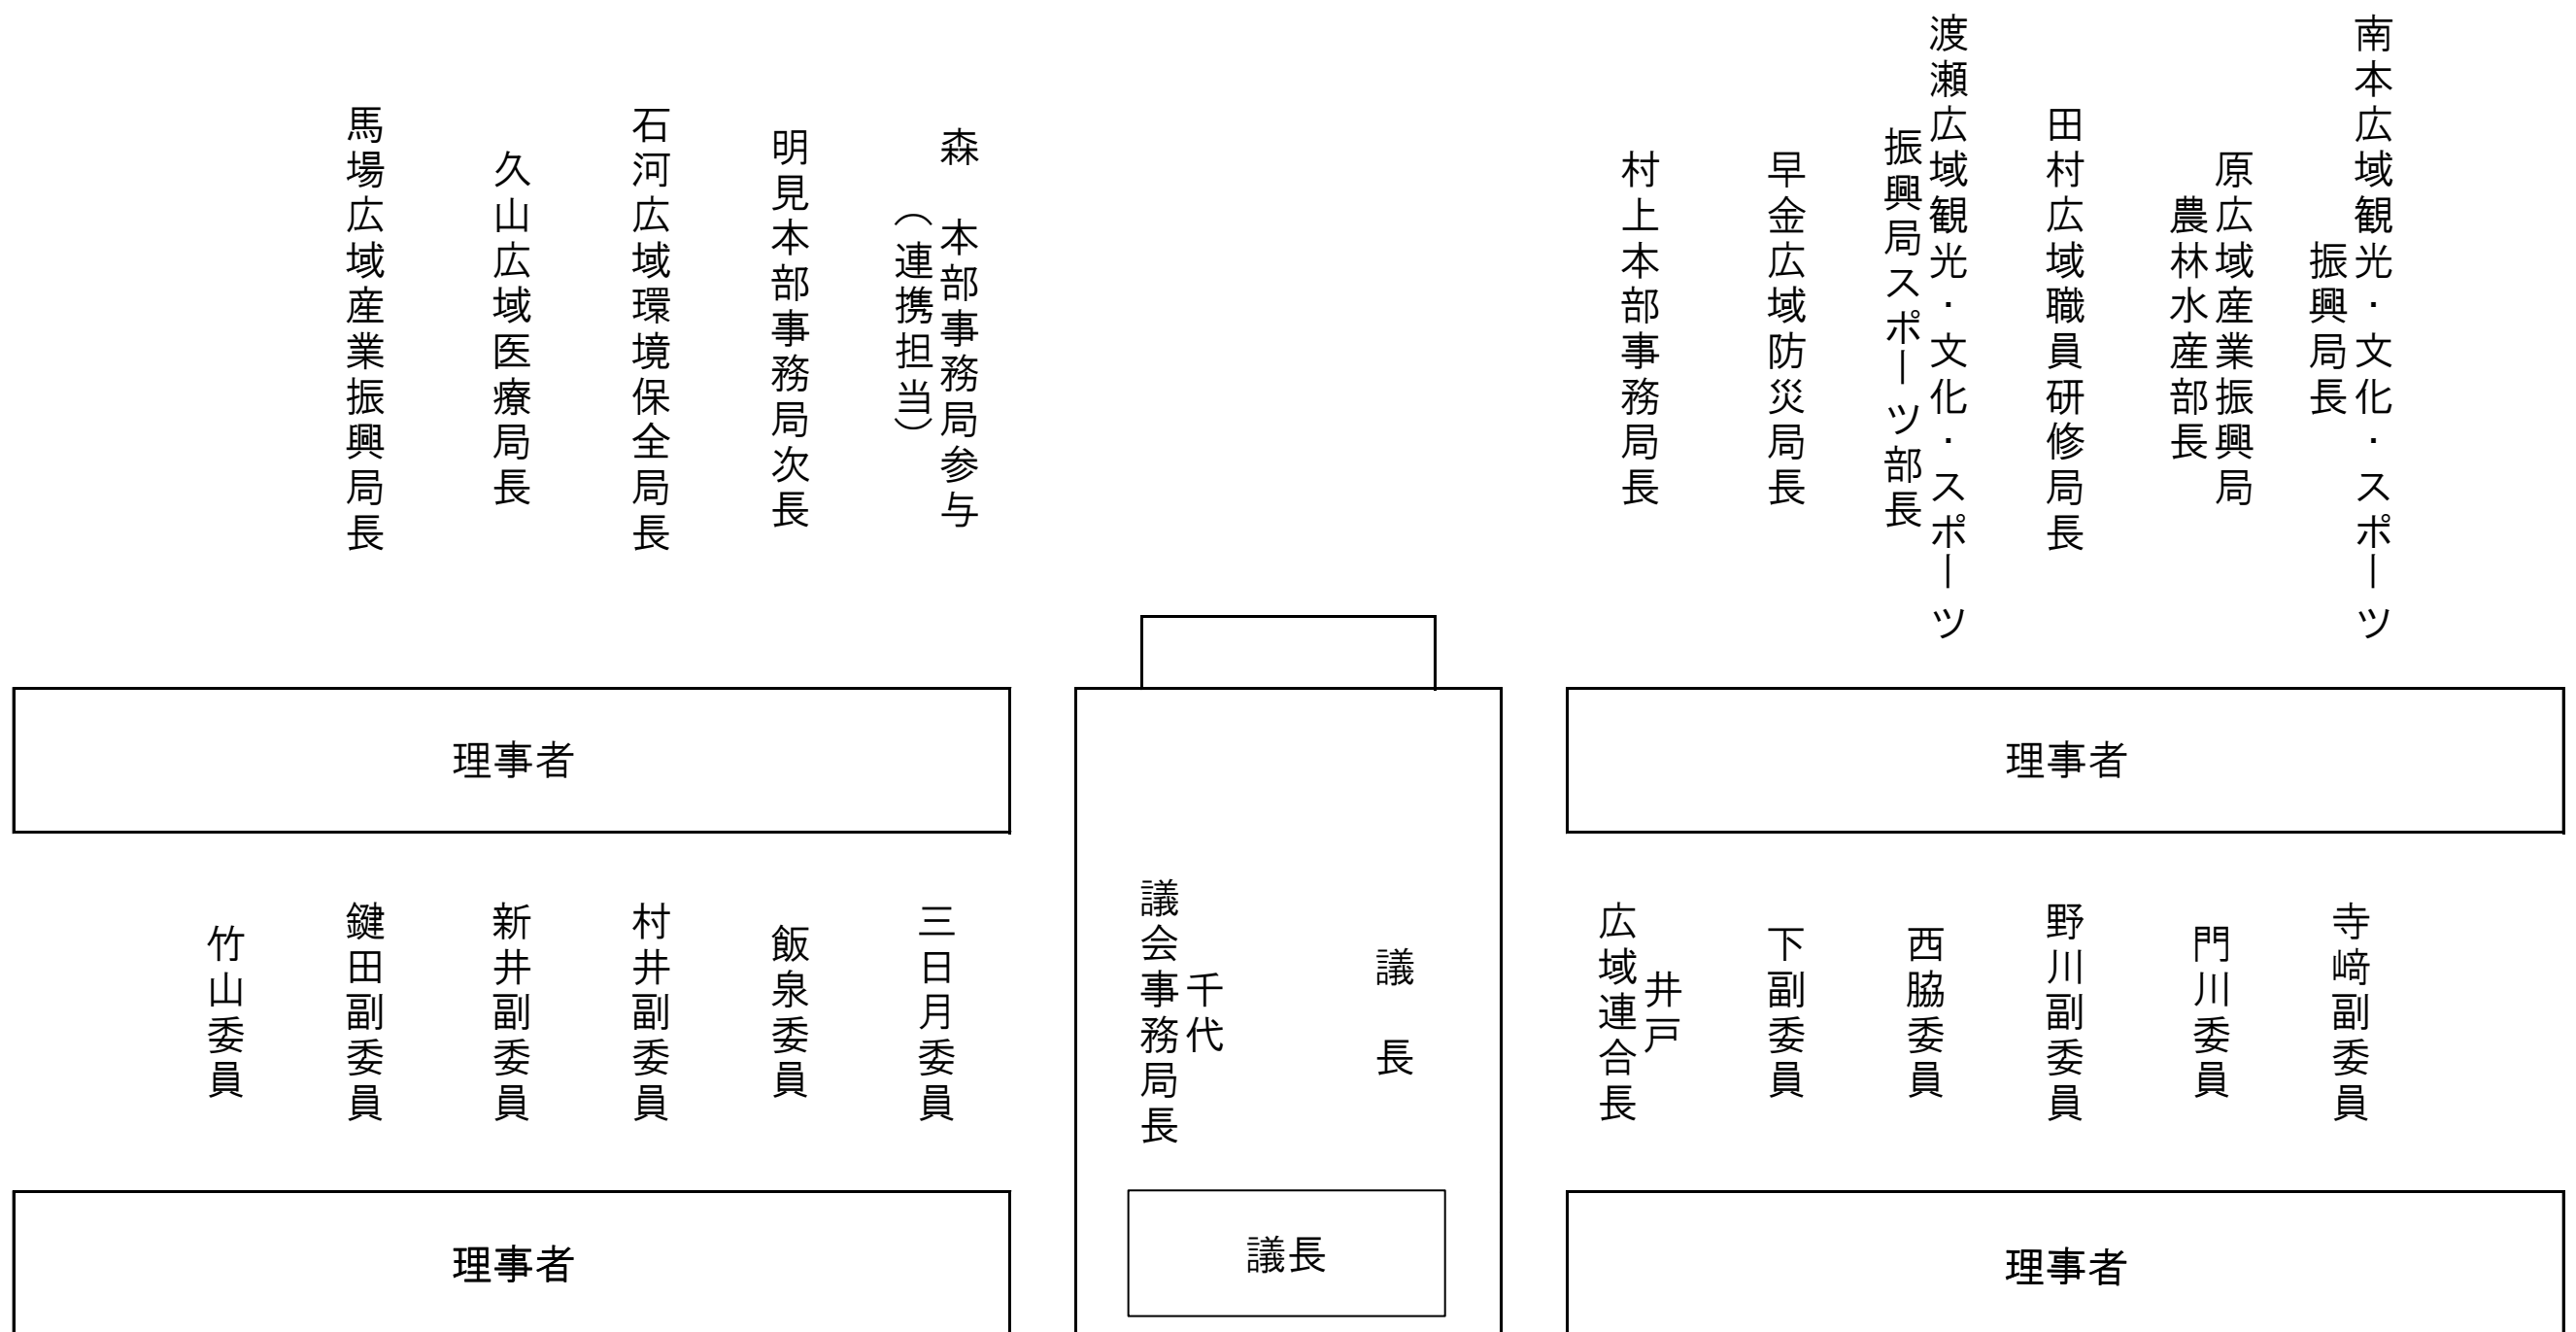 南本広域観光・文化・スポーツ
振興局長
原広域産業振興局
農林水産部長
田村広域職員研修局長
渡瀬広域観光・文化・スポーツ
振興局スポーツ部長
早金広域防災局長
村上本部事務局長
森　本部事務局参与
（連携担当）
明見本部事務局次長
石河広域環境保全局長
久山広域医療局長
馬場広域産業振興局長
理事者
理事者
寺﨑副委員
門川委員
野川副委員
西脇委員
下副委員
井戸
広域連合長
議　長
千代
議会事務局長
三日月委員
飯泉委員
村井副委員
新井副委員
鍵田副委員
竹山委員
理事者
議長
理事者